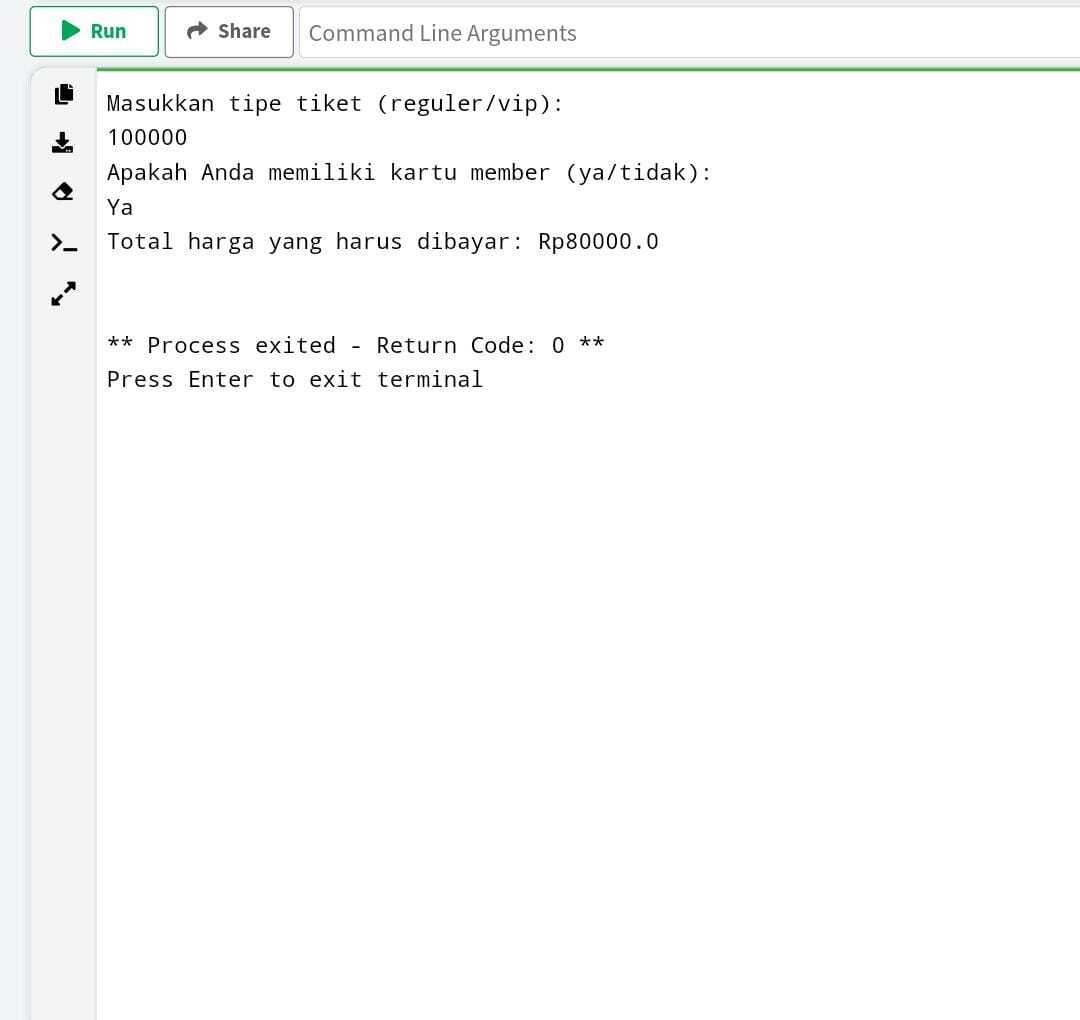 Run
Share
Command Line Arguments
Masukkan tipe tiket (reguler/vip):
100000
Apakah Anda memiliki kartu member (ya/tidak):
Ya
Total harga yang harus dibayar: Rp80000.0
** Process exited - Return Code: 0 **
Press Enter to exit terminal